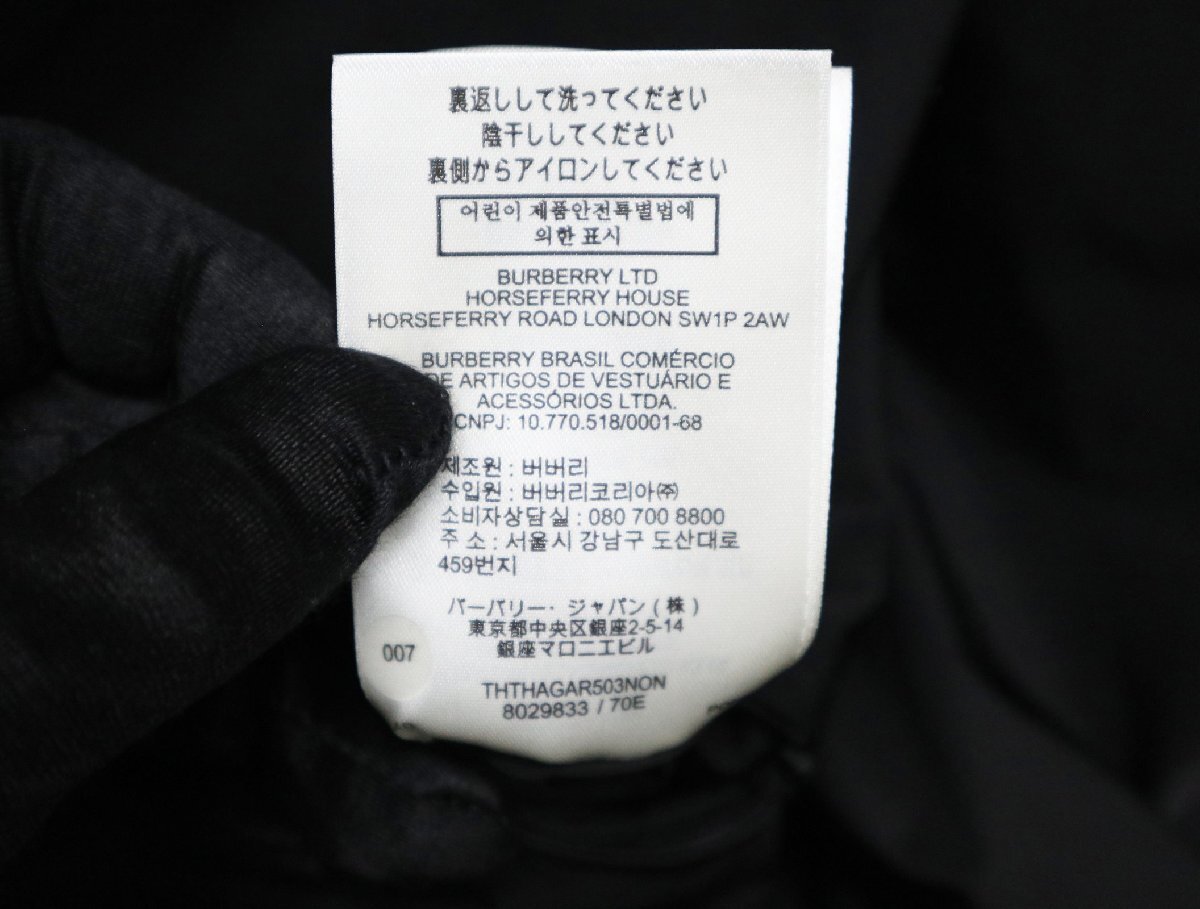 裏返しして洗ってください
陰干ししてください
裏側からアイロンしてください
어린이 제품안전특별법에
의한 표시
BURBERRY LTD
HORSEFERRY HOUSE
HORSEFERRY ROAD LONDON SW1P 2AW
BURBERRY BRASIL COMÉRCIO
DE ARTIGOS DE VESTUÁRIO E
ACESSÓRIOS LTDA.
CNPJ: 10.770.518/0001-68
제조원 : 버버리
수입원 : 버버리코리아㈜
소비자상담실 : 080 700 8800
주 소 : 서울시 강남구 도산대로
459번지
バーバリー・ジャパン(株)
東京都中央区銀座2-5-14
銀座マロニエビル
007
THTHAGAR503NON
8029833 / 70E